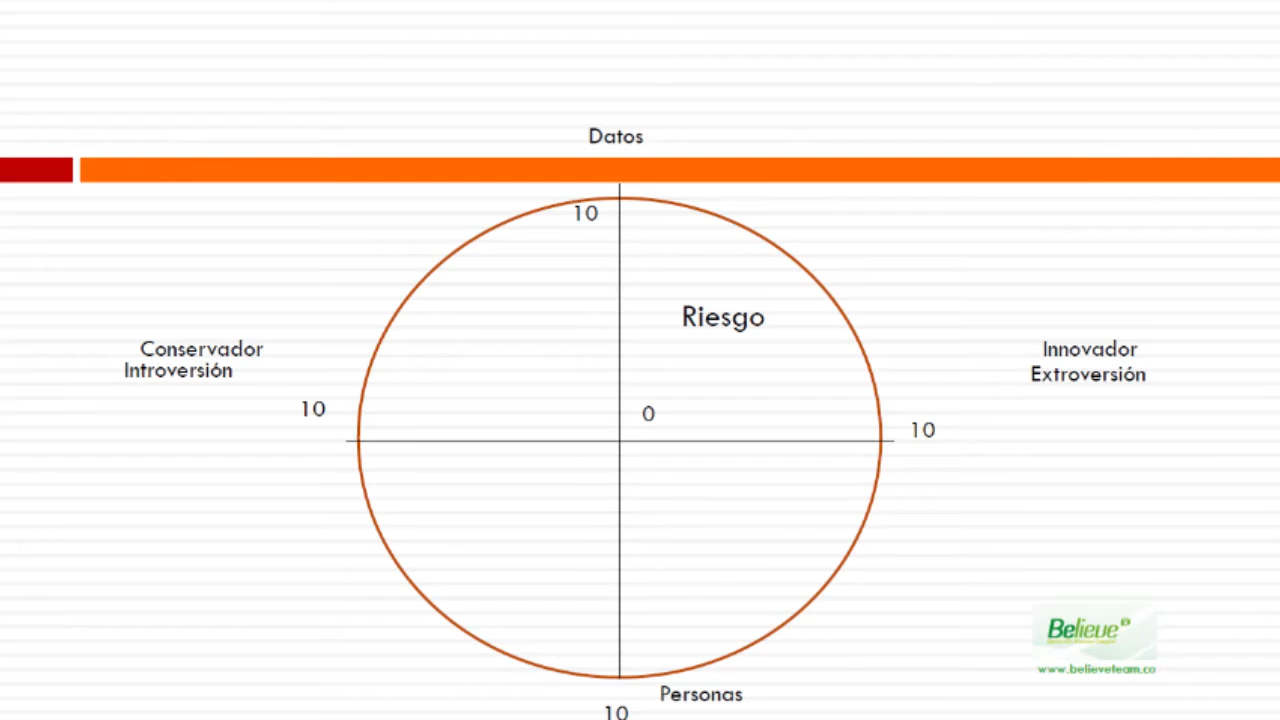 Datos
10
Riesgo
Conservador
Introversión
Innovador
Extroversión
10
0
10
Believe
www.believeteam.co
Personas
10